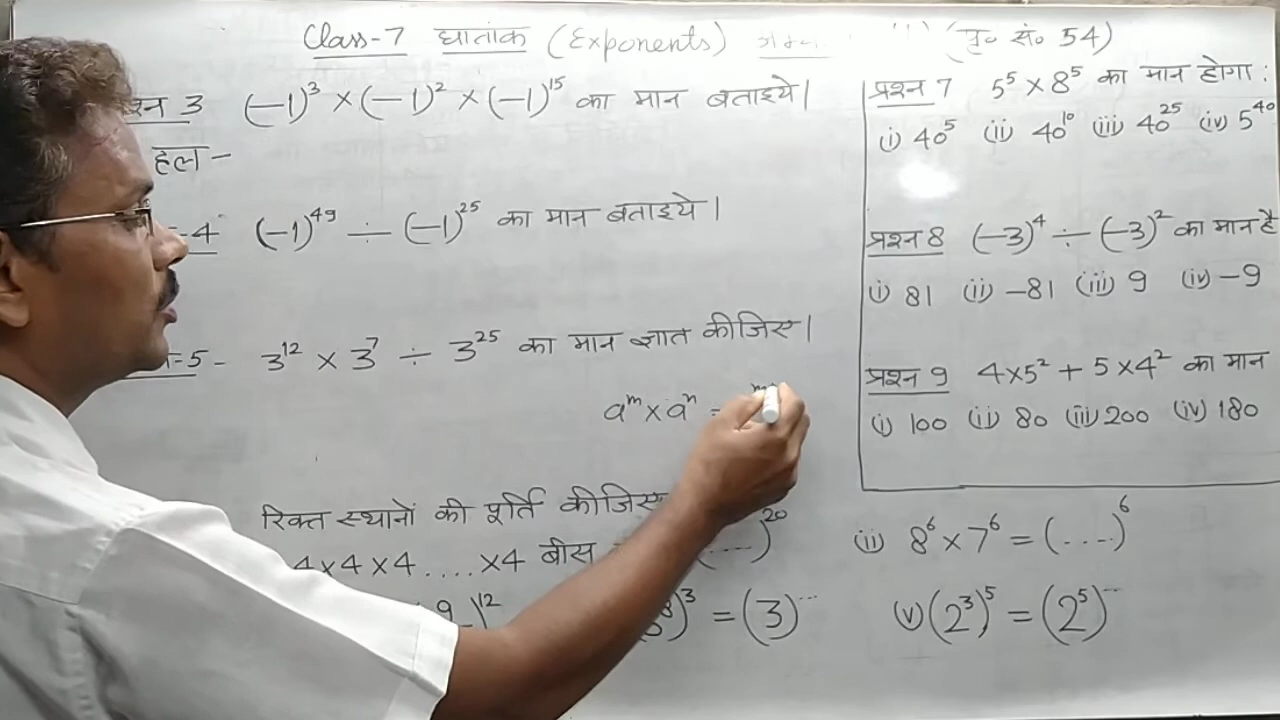 Class-7 घातांक (Exponents) (पृ० सं० 54)
3 (−1)³ × (−1)² × (−1)¹⁵ का मान बताइये।
हल −
-4 (−1)⁴⁹ ÷ (−1)²⁵ का मान बताइये।
-5 - 3¹² × 3⁷ ÷ 3²⁵ का मान ज्ञात कीजिए।
aᵐ × aⁿ =
रिक्त स्थानों की पूर्ति कीजिए
4×4×4....×4 बीस (....)²⁰
(ii) 8⁶ × 7⁶ = (....)⁶
)¹² )³ = (3)···
(v) (2³)⁵ = (2⁵)···
प्रश्न 7 5⁵ × 8⁵ का मान होगा :
(i) 40⁵ (ii) 40¹⁰ (iii) 40²⁵ (iv) 5⁴⁰
प्रश्न 8 (−3)⁴ ÷ (−3)² का मान है
(i) 81 (ii) −81 (iii) 9 (iv) −9
प्रश्न 9 4×5² + 5×4² का मान
(i) 100 (ii) 80 (iii) 200 (iv) 180